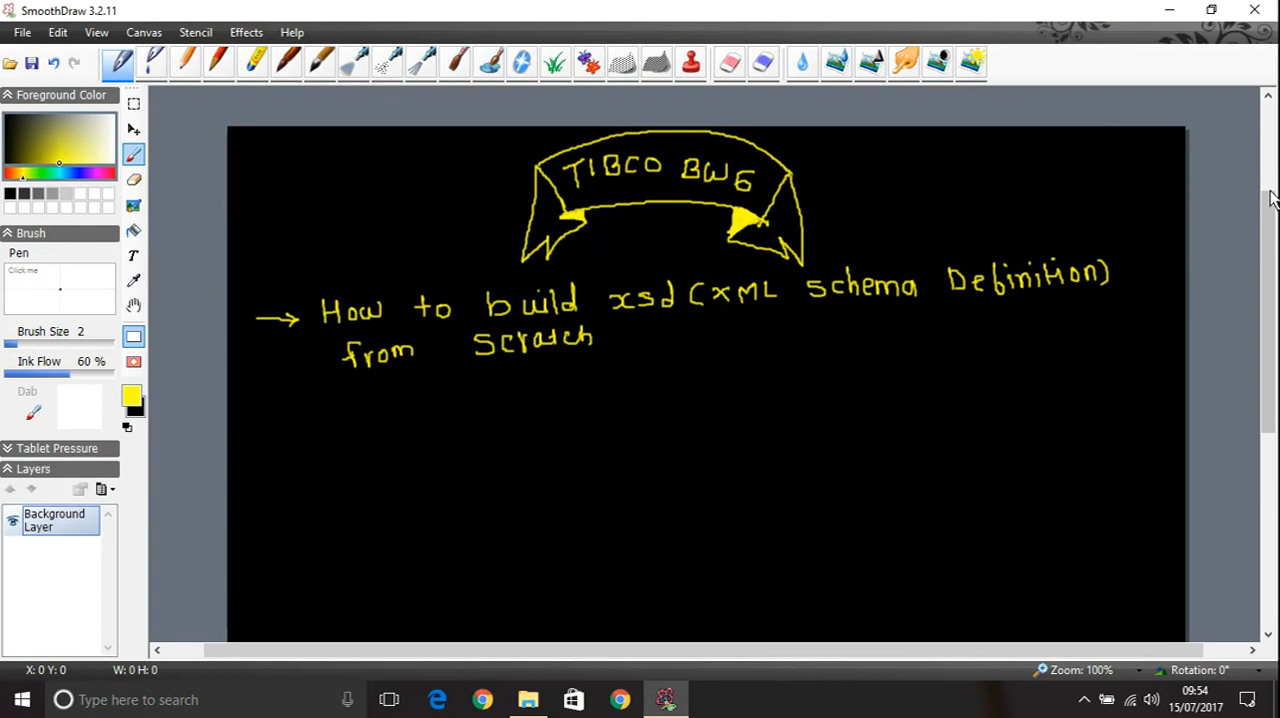 SmoothDraw 3.2.11
File Edit View Canvas Stencil Effects Help
Foreground Color
Brush
Pen
Click me
Brush Size 2
Ink Flow 60 %
Dab
Tablet Pressure
Layers
Background
Layer
TIBCO BW6
→ How to build xsd (XML schema Definition)
from scratch
X: 0 Y: 0 W: 0 H: 0 Zoom: 100% Rotation: 0°
Type here to search
09:54
15/07/2017